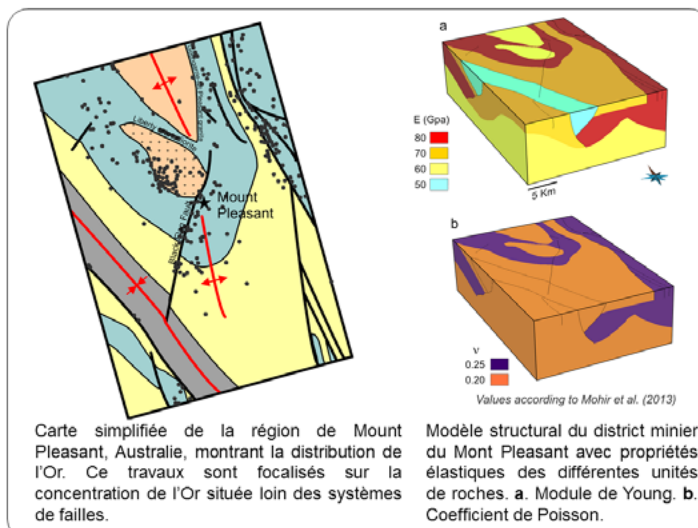 a
E (Gpa)
80
70
60
50
5 Km
Mount
Pleasant
b
ν
0.25
0.20
Values according to Mohir et al. (2013)
Carte simplifiée de la région de Mount
Pleasant, Australie, montrant la distribution de
l'Or. Ce travaux sont focalisés sur la
concentration de l'Or située loin des systèmes
de failles.
Modèle structural du district minier
du Mont Pleasant avec propriétés
élastiques des différentes unités
de roches. a. Module de Young. b.
Coefficient de Poisson.